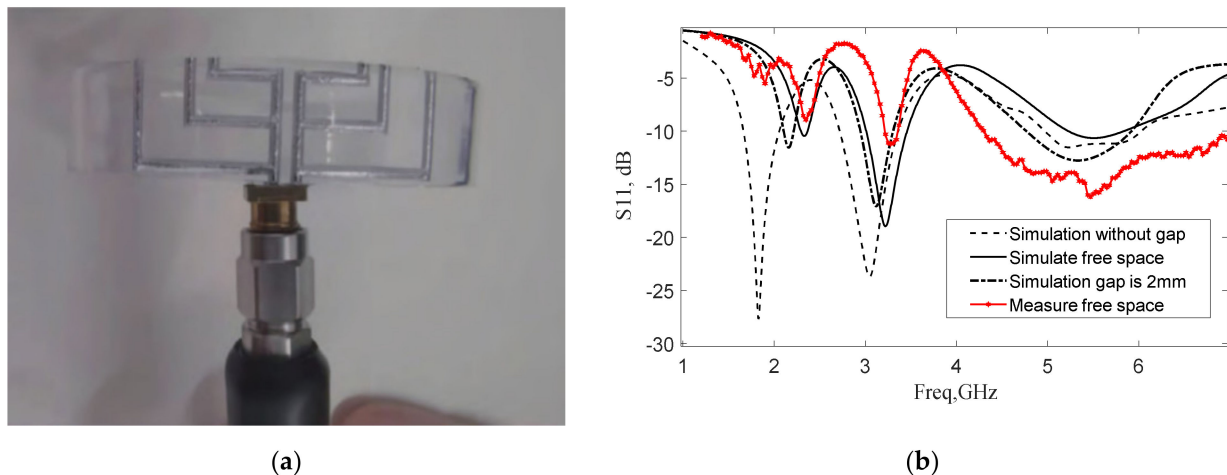 -5
-10
-15
-20
-25
-30
S11, dB
1 2 3 4 5 6
Freq,GHz
Simulation without gap
Simulate free space
Simulation gap is 2mm
Measure free space
(a) (b)